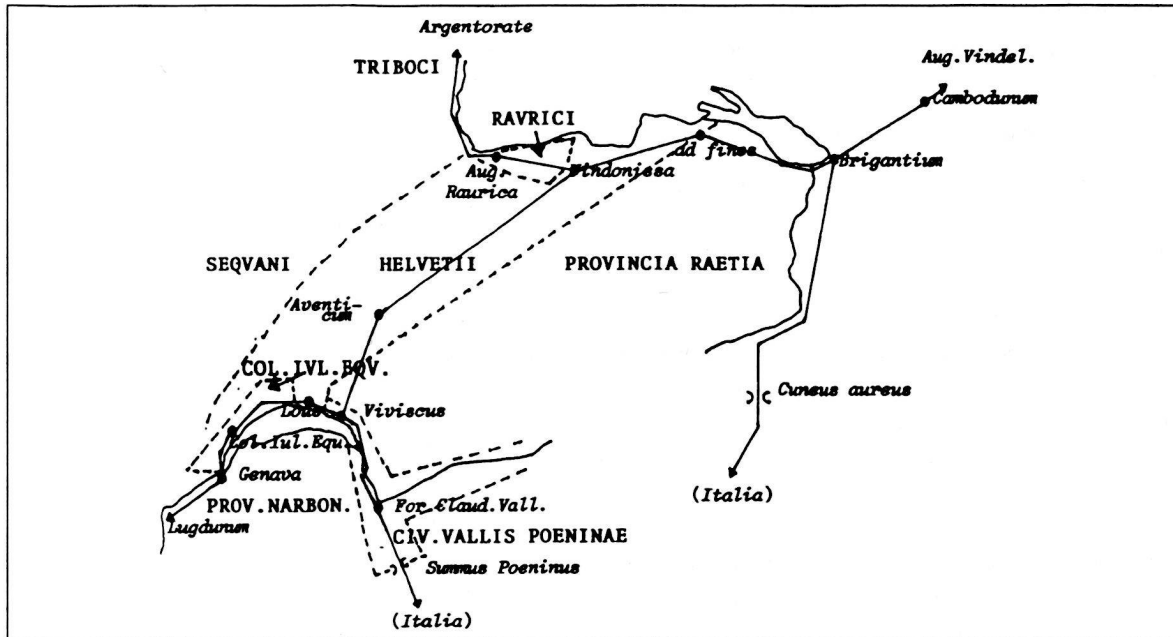 Argentorate
Aug.Vindel.
TRIBOCI
Cambodunum
RAVRICI
ad fines
Brigantium
Aug.
Raurica
Vindonissa
SEQVANI
HELVETII
PROVINCIA RAETIA
Aventi-
cum
COL.IVL.EQV.
Cuneus aureus
Viviscus
Col.Iul.Equ.
Genava
(Italia)
PROV.NARBON.
For.Claud.Vall.
Lugdunum
CIV.VALLIS POENINAE
Summus Poeninus
(Italia)